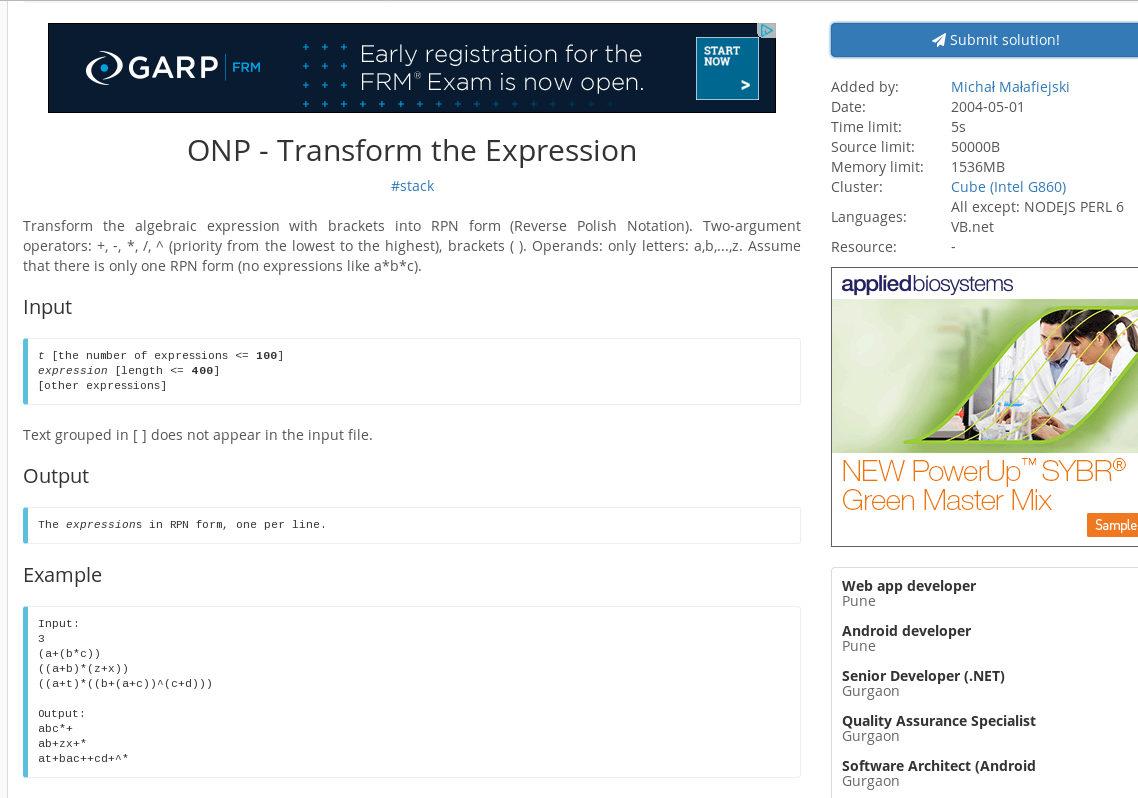 GARP FRM
Early registration for the
FRM® Exam is now open.
START
NOW
>
ONP - Transform the Expression
#stack
Transform the algebraic expression with brackets into RPN form (Reverse Polish Notation). Two-argument
operators: +, -, *, /, ^ (priority from the lowest to the highest), brackets ( ). Operands: only letters: a,b,...,z. Assume
that there is only one RPN form (no expressions like a*b*c).
Input
t [the number of expressions <= 100]
expression [length <= 400]
[other expressions]
Text grouped in [ ] does not appear in the input file.
Output
The expressions in RPN form, one per line.
Example
Input:
3
(a+(b*c))
((a+b)*(z+x))
((a+t)*((b+(a+c))^(c+d)))
Output:
abc*+
ab+zx+*
at+bac++cd+^*
Submit solution!
Added by: Michał Małafiejski
Date: 2004-05-01
Time limit: 5s
Source limit: 50000B
Memory limit: 1536MB
Cluster: Cube (Intel G860)
Languages: All except: NODEJS PERL 6
VB.net
Resource: -
appliedbiosystems
NEW PowerUp™ SYBR®
Green Master Mix
Sample
Web app developer
Pune
Android developer
Pune
Senior Developer (.NET)
Gurgaon
Quality Assurance Specialist
Gurgaon
Software Architect (Android
Gurgaon